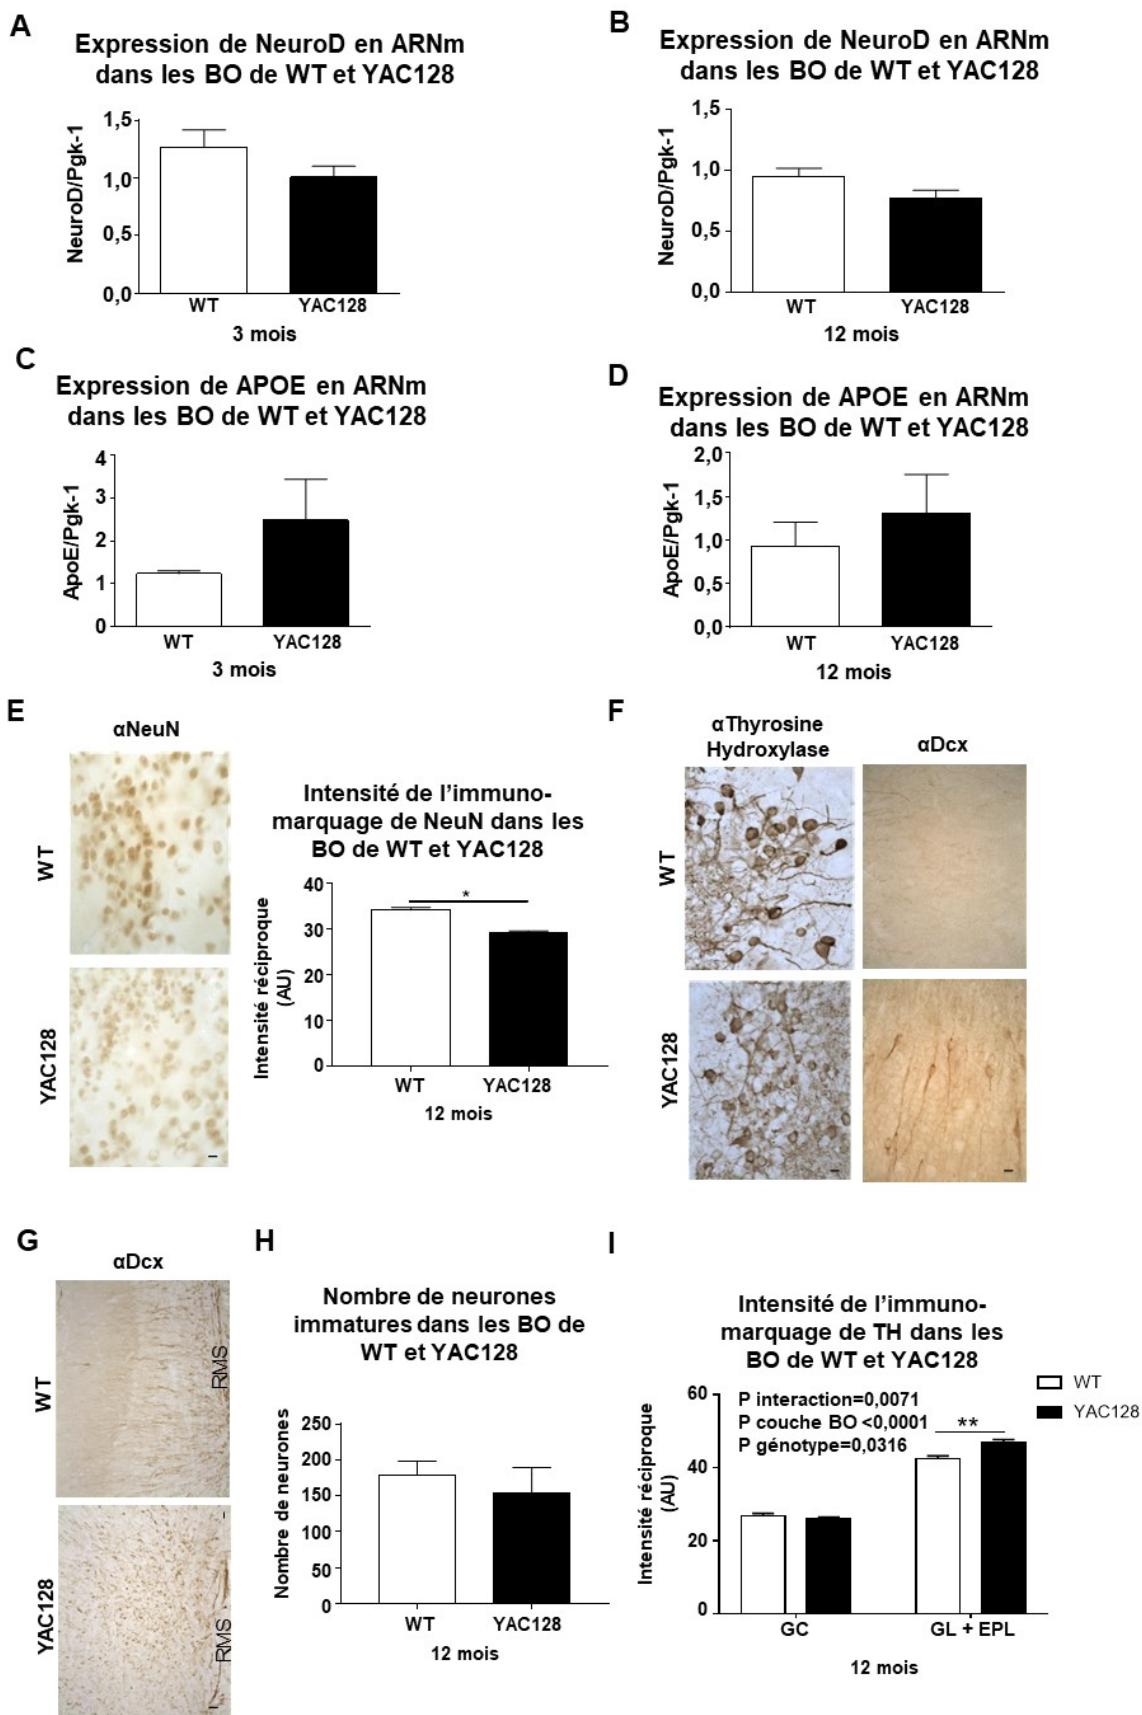 A
Expression de NeuroD en ARNm
dans les BO de WT et YAC128
NeuroD/Pgk-1
1,5
1,0
0,5
0,0
WT
YAC128
3 mois
B
Expression de NeuroD en ARNm
dans les BO de WT et YAC128
NeuroD/Pgk-1
1,5
1,0
0,5
0,0
WT
YAC128
12 mois
C
Expression de APOE en ARNm
dans les BO de WT et YAC128
ApoE/Pgk-1
4
3
2
1
0
WT
YAC128
3 mois
D
Expression de APOE en ARNm
dans les BO de WT et YAC128
ApoE/Pgk-1
2,0
1,5
1,0
0,5
0,0
WT
YAC128
12 mois
E
αNeuN
WT
YAC128
Intensité de l’immuno-
marquage de NeuN dans les
BO de WT et YAC128
Intensité réciproque
(AU)
40
30
20
10
0
*
WT
YAC128
12 mois
F
αThyrosine
Hydroxylase
αDcx
WT
YAC128
G
αDcx
WT
RMS
YAC128
RMS
H
Nombre de neurones
immatures dans les BO de
WT et YAC128
Nombre de neurones
250
200
150
100
50
0
WT
YAC128
12 mois
I
Intensité de l’immuno-
marquage de TH dans les
BO de WT et YAC128
WT
YAC128
P interaction=0,0071
P couche BO <0,0001
P génotype=0,0316
**
Intensité réciproque
(AU)
60
40
20
0
GC
GL + EPL
12 mois